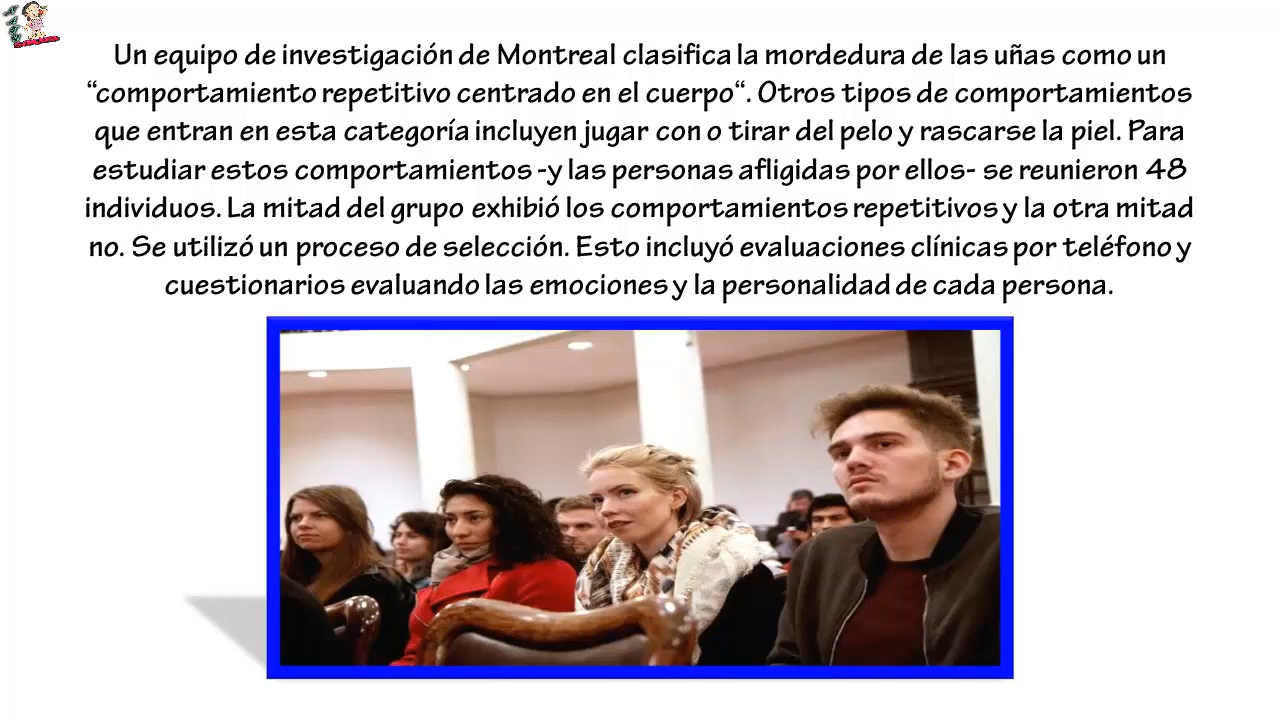 Un equipo de investigación de Montreal clasifica la mordedura de las uñas como un
“comportamiento repetitivo centrado en el cuerpo“. Otros tipos de comportamientos
que entran en esta categoría incluyen jugar con o tirar del pelo y rascarse la piel. Para
estudiar estos comportamientos -y las personas afligidas por ellos- se reunieron 48
individuos. La mitad del grupo exhibió los comportamientos repetitivos y la otra mitad
no. Se utilizó un proceso de selección. Esto incluyó evaluaciones clínicas por teléfono y
cuestionarios evaluando las emociones y la personalidad de cada persona.